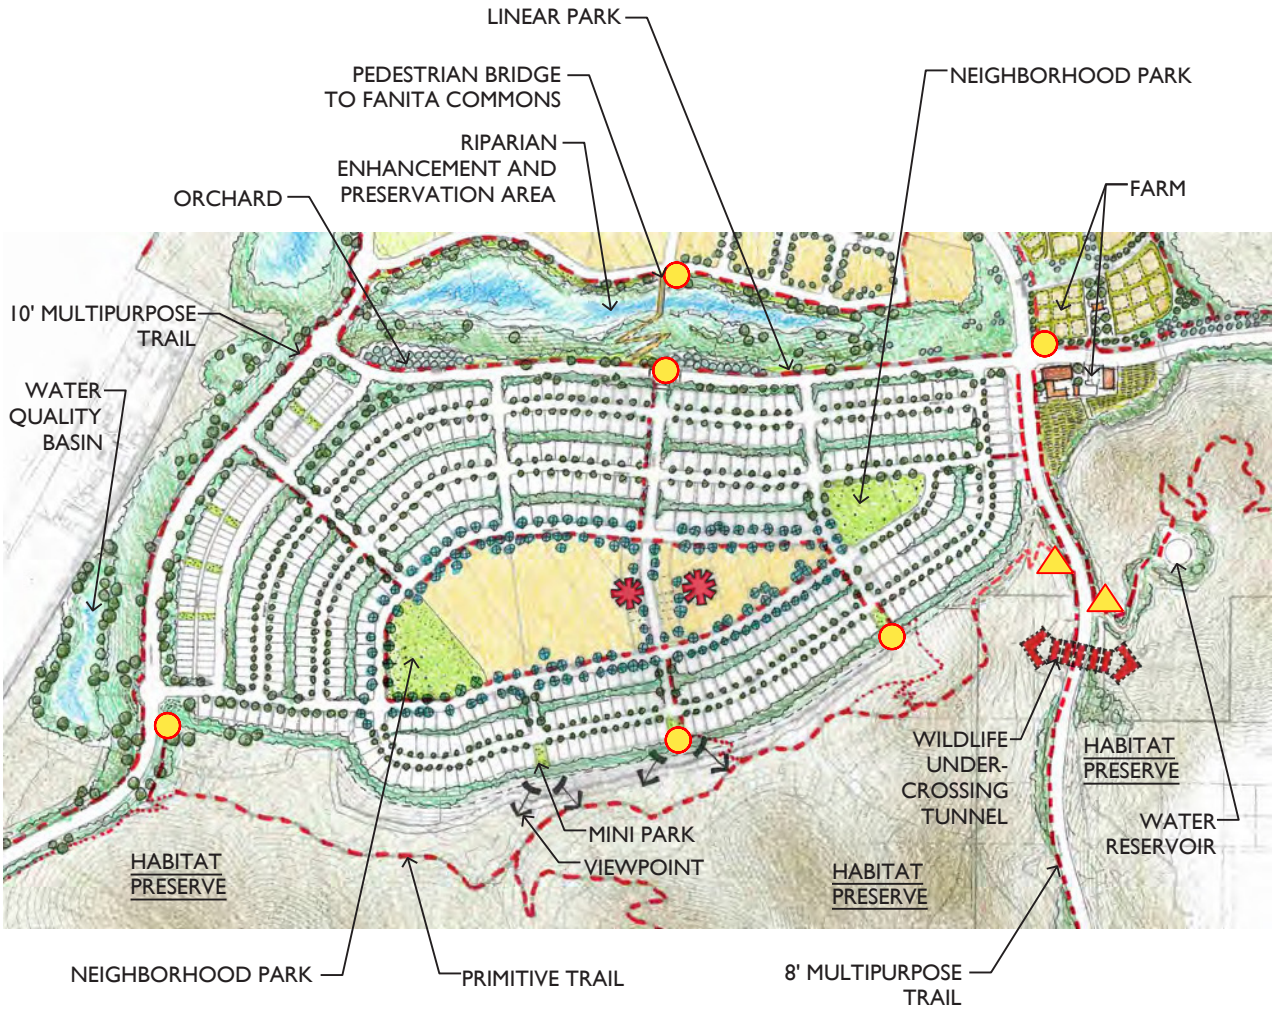 LINEAR PARK
PEDESTRIAN BRIDGE
TO FANITA COMMONS
NEIGHBORHOOD PARK
RIPARIAN
ENHANCEMENT AND
PRESERVATION AREA
ORCHARD
FARM
10' MULTIPURPOSE
TRAIL
WATER
QUALITY
BASIN
WILDLIFE
UNDER-
CROSSING
TUNNEL
HABITAT
PRESERVE
WATER
RESERVOIR
MINI PARK
VIEWPOINT
HABITAT
PRESERVE
HABITAT
PRESERVE
NEIGHBORHOOD PARK
PRIMITIVE TRAIL
8' MULTIPURPOSE
TRAIL